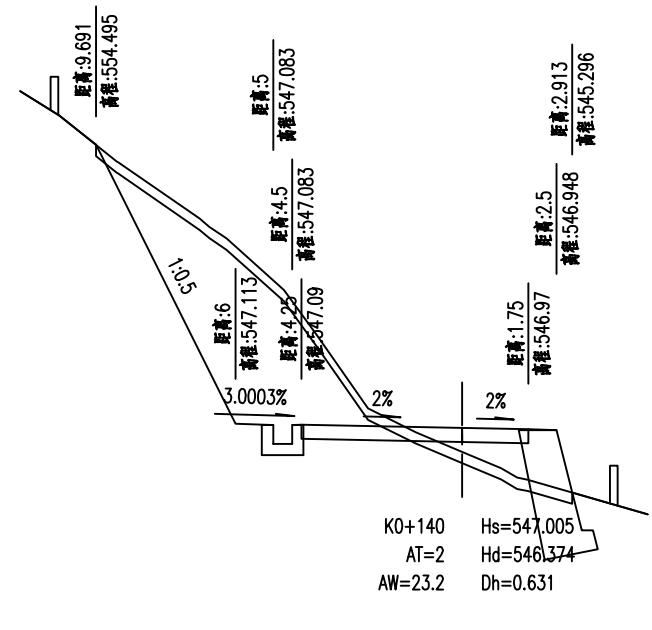 距离:9.691
高程:554.495
距离:5
高程:547.083
距离:2.913
高程:545.296
距离:4.5
高程:547.083
距离:2.5
高程:546.948
1:0.5
距离:6
高程:547.113
距离:4.25
高程:547.09
距离:1.75
高程:546.97
3.0003%
2%
2%
K0+140
Hs=547.005
AT=2
Hd=546.374
AW=23.2
Dh=0.631